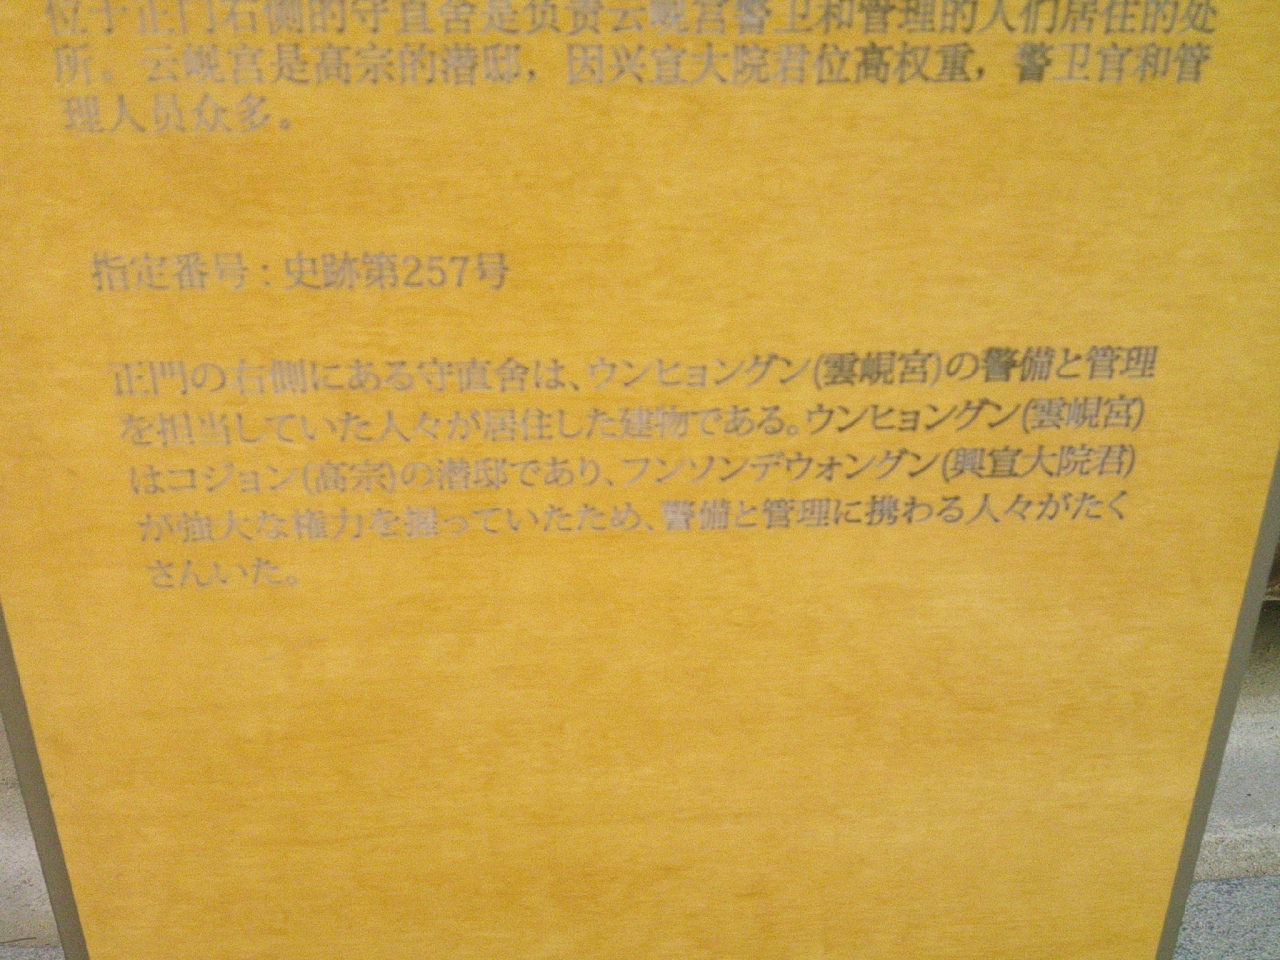 位于正门右侧的守直舍是负责云岘宫警卫和管理的人们居住的处
所。云岘宫是高宗的潜邸，因兴宣大院君位高权重，警卫官和管
理人员众多。
指定番号 : 史跡第257号
正門の右側にある守直舍は、ウンヒョングン(雲峴宮)の警備と管理
を担当していた人々が居住した建物である。ウンヒョングン(雲峴宮)
はコジョン(高宗)の潜邸であり、フンソンデウォングン(興宣大院君)
が強大な権力を握っていたため、警備と管理に携わる人々がたく
さんいた。